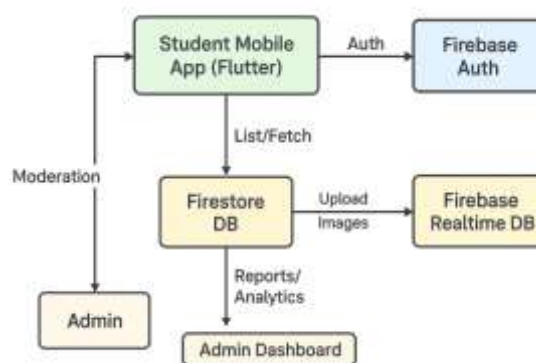 Student Mobile
App (Flutter)
Auth
Firebase
Auth
List/Fetch
Moderation
Firestore
DB
Upload
Images
Firebase
Realtime DB
Reports/
Analytics
Admin
Admin Dashboard